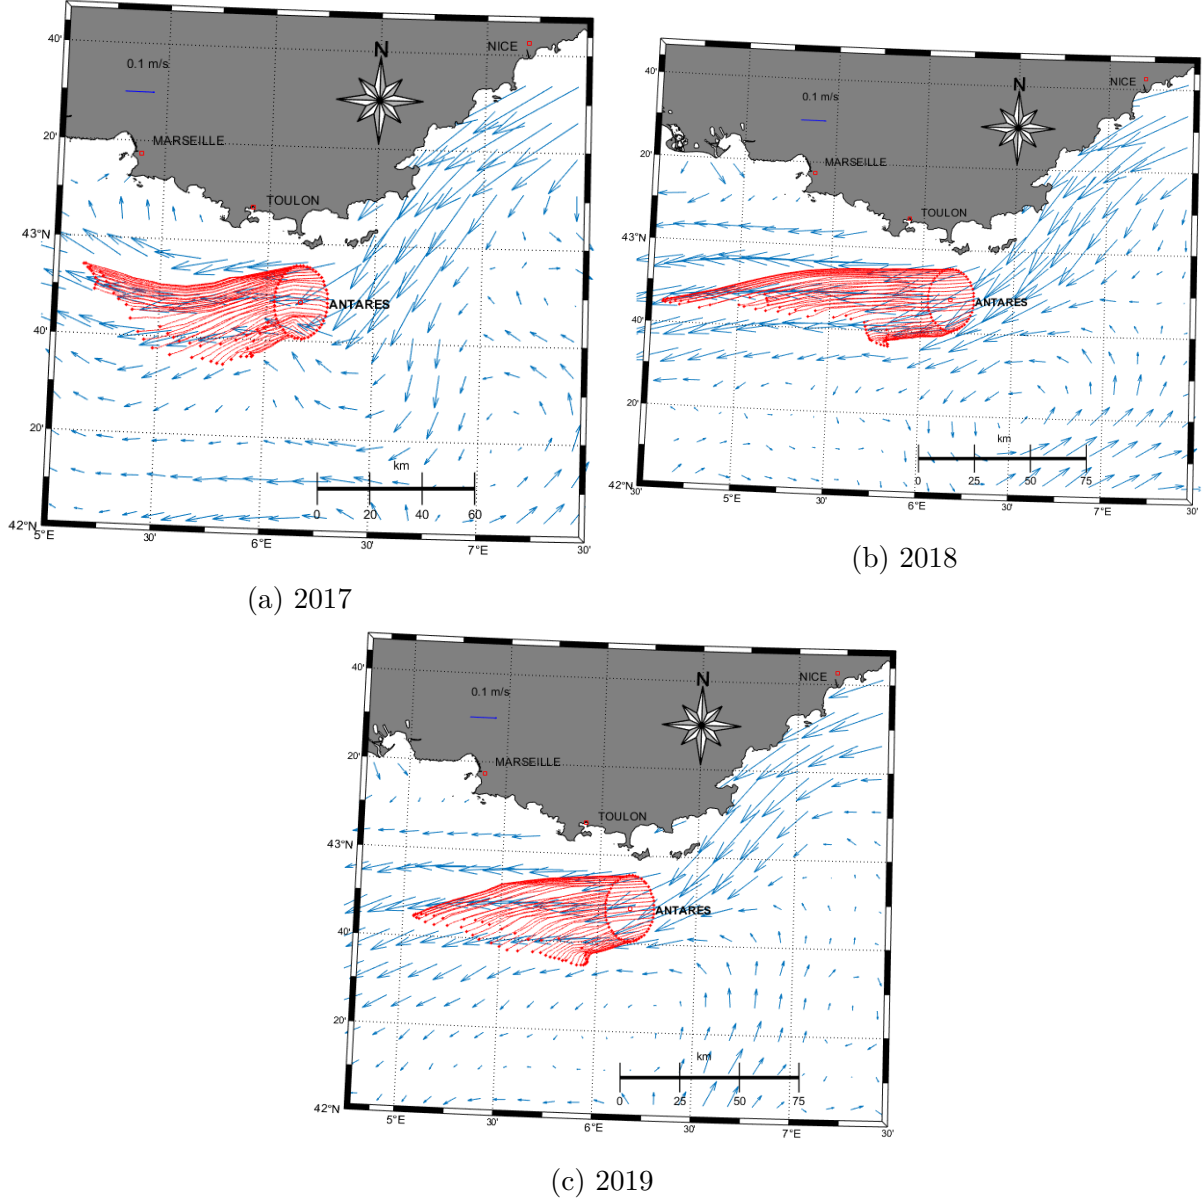 40'
NICE
N
0.1 m/s
20'
MARSEILLE
TOULON
43°N
ANTARES
40'
20'
km
0 20 40 60
42°N
5°E 30' 6°E 30' 7°E 30'
(a) 2017
40'
NICE
N
0.1 m/s
20'
MARSEILLE
TOULON
43°N
ANTARES
40'
20'
km
0 25 50 75
42°N
30' 5°E 30' 6°E 30' 7°E 30'
(b) 2018
40'
NICE
N
0.1 m/s
20'
MARSEILLE
TOULON
43°N
ANTARES
40'
20'
km
0 25 50 75
42°N
5°E 30' 6°E 30' 7°E 30'
(c) 2019